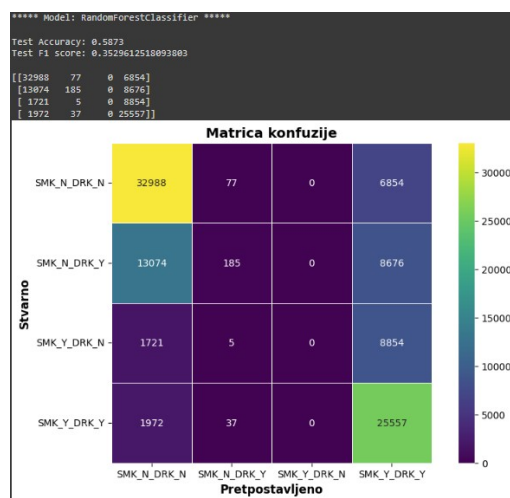 ***** Model: RandomForestClassifier *****
Test Accuracy: 0.5873
Test F1 score: 0.3529612518093803
[[32988 77 0 6854]
[13074 185 0 8676]
[ 1721 5 0 8854]
[ 1972 37 0 25557]]
Matrica konfuzije
SMK_N_DRK_N 32988 77 0 6854
SMK_N_DRK_Y 13074 185 0 8676
SMK_Y_DRK_N 1721 5 0 8854
SMK_Y_DRK_Y 1972 37 0 25557
SMK_N_DRK_N SMK_N_DRK_Y SMK_Y_DRK_N SMK_Y_DRK_Y
Stvarno
Pretpostavljeno
30000
25000
20000
15000
10000
5000
0